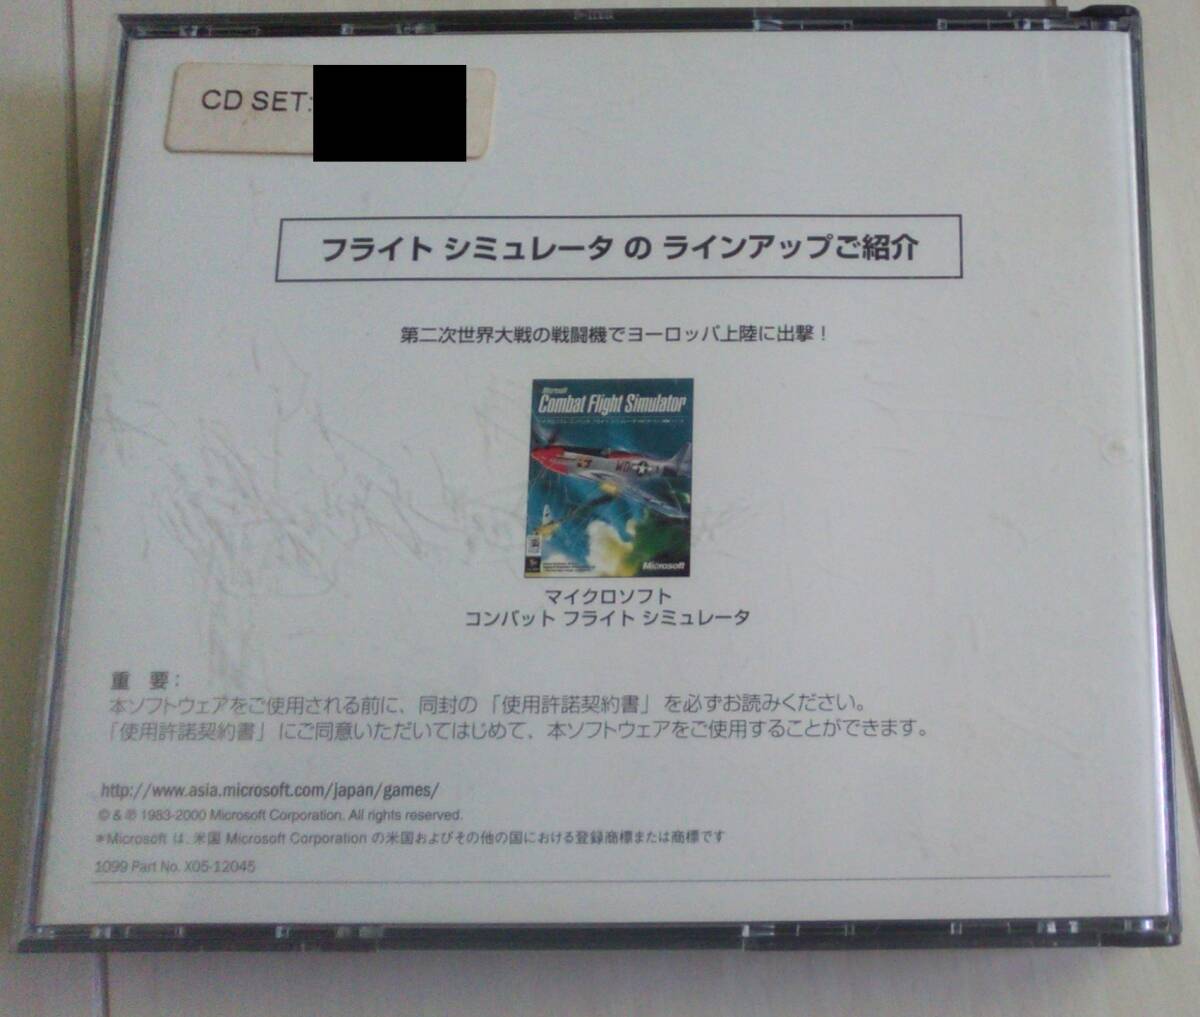 CD SET:
フライト シミュレータ の ラインアップご紹介
第二次世界大戦の戦闘機でヨーロッパ上陸に出撃！
Microsoft
Combat Flight Simulator
Microsoft
マイクロソフト
コンバット フライト シミュレータ
重 要：
本ソフトウェアをご使用される前に、同封の 「使用許諾契約書」 を必ずお読みください。
「使用許諾契約書」 にご同意いただいてはじめて、本ソフトウェアをご使用することができます。
http://www.asia.microsoft.com/japan/games/
© & ℗ 1983-2000 Microsoft Corporation. All rights reserved.
＊Microsoft は、米国 Microsoft Corporation の米国およびその他の国における登録商標または商標です
1099 Part No. X05-12045